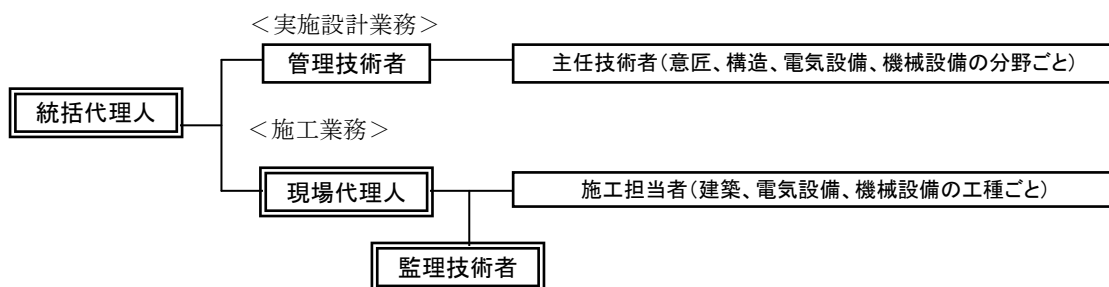 ＜実施設計業務＞
管理技術者
主任技術者（意匠、構造、電気設備、機械設備の分野ごと）
統括代理人
＜施工業務＞
現場代理人
施工担当者（建築、電気設備、機械設備の工種ごと）
監理技術者